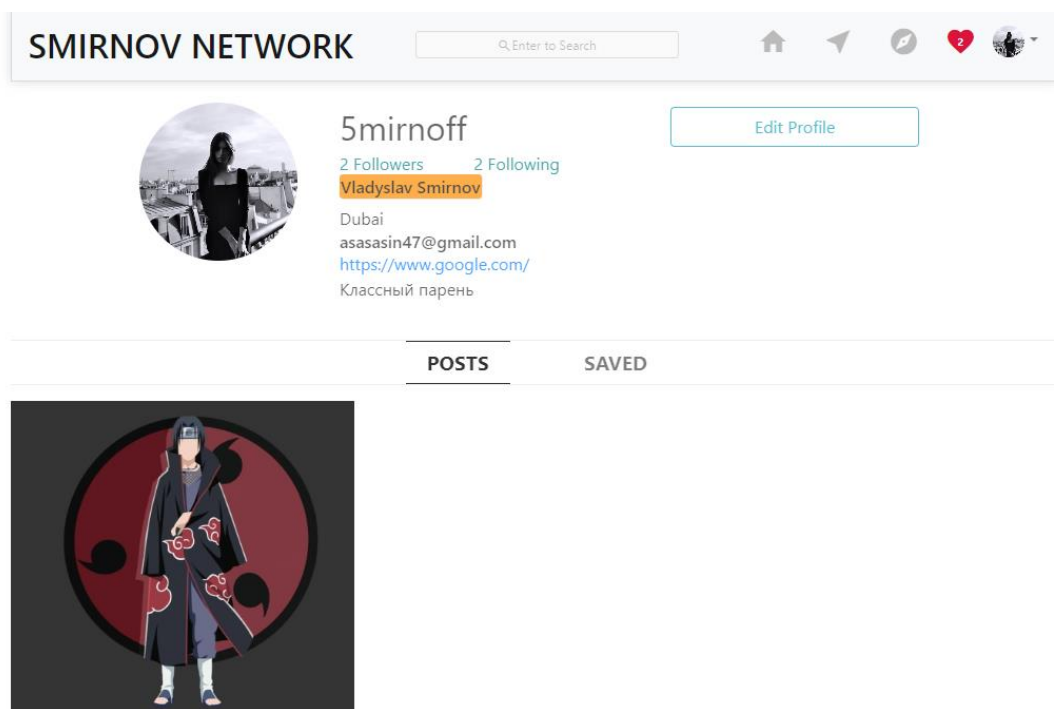 SMIRNOV NETWORK
Enter to Search
2
5mirnoff
Edit Profile
2 Followers 2 Following
Vladyslav Smirnov
Dubai
asasasin47@gmail.com
https://www.google.com/
Классный парень
POSTS SAVED